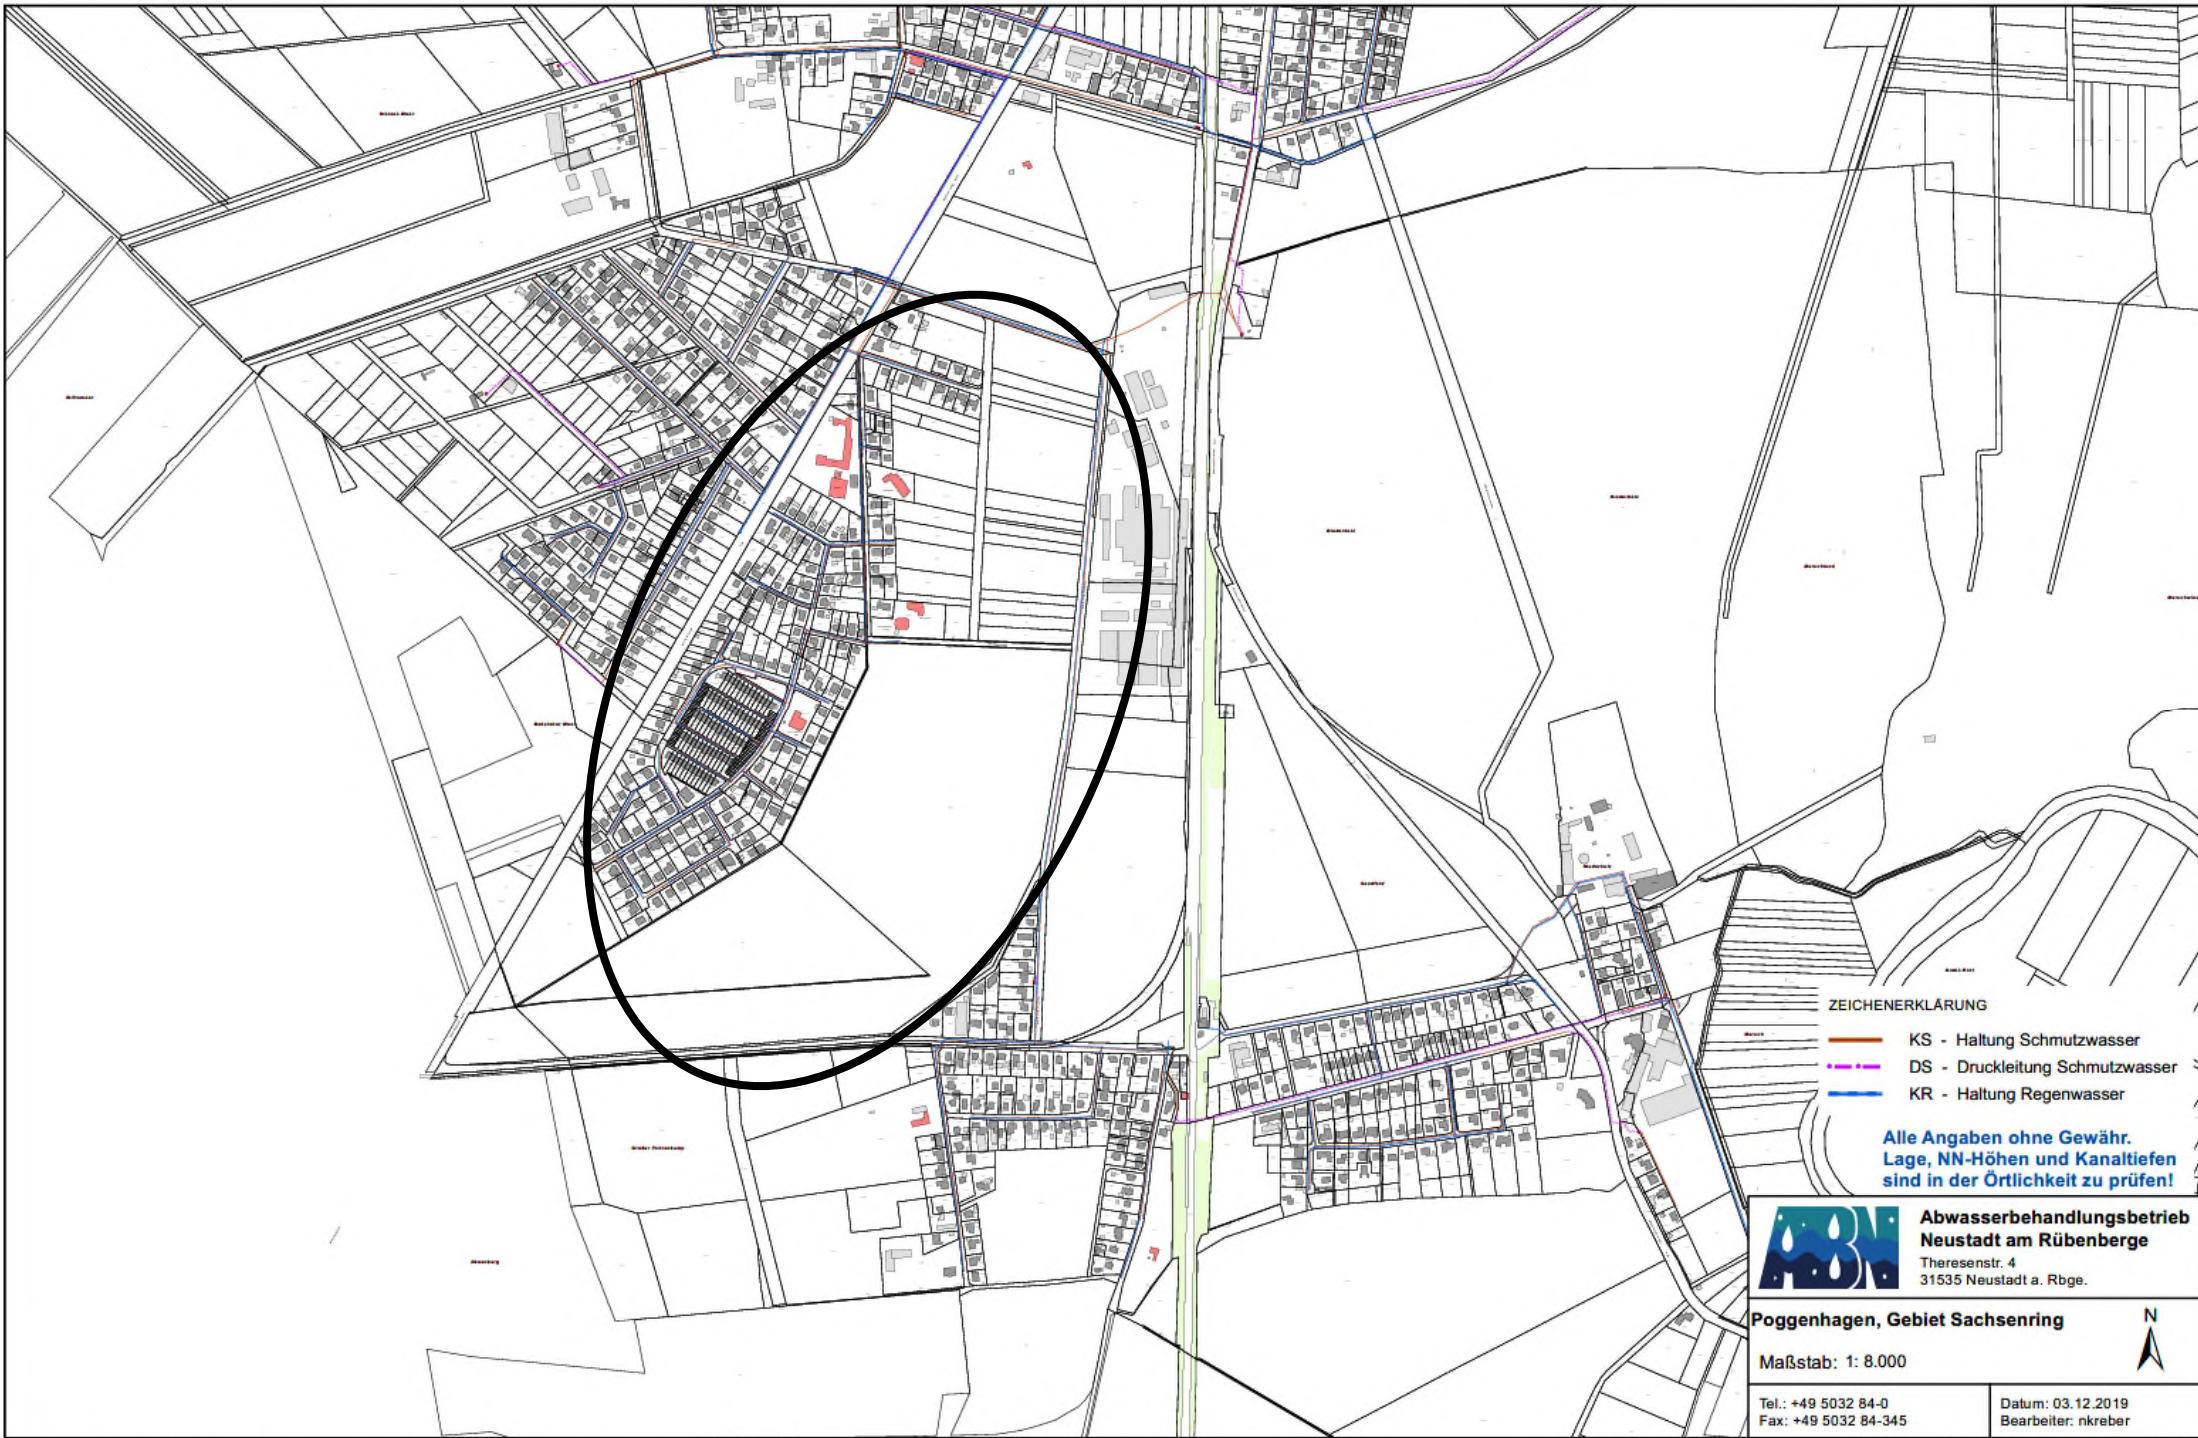 ZEICHENERKLÄRUNG
KS - Haltung Schmutzwasser
DS - Druckleitung Schmutzwasser
KR - Haltung Regenwasser
Alle Angaben ohne Gewähr.
Lage, NN-Höhen und Kanaltiefen
sind in der Örtlichkeit zu prüfen!
ABN
Abwasserbehandlungsbetrieb
Neustadt am Rübenberge
Theresenstr. 4
31535 Neustadt a. Rbge.
Poggenhagen, Gebiet Sachsenring
N
Maßstab: 1: 8.000
Tel.: +49 5032 84-0
Fax: +49 5032 84-345
Datum: 03.12.2019
Bearbeiter: nkreber